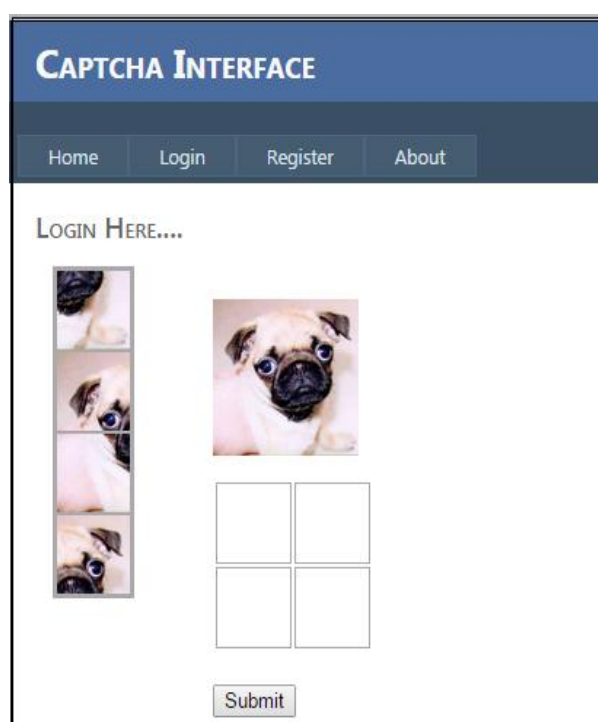 CAPTCHA INTERFACE
Home Login Register About
LOGIN HERE....
Submit